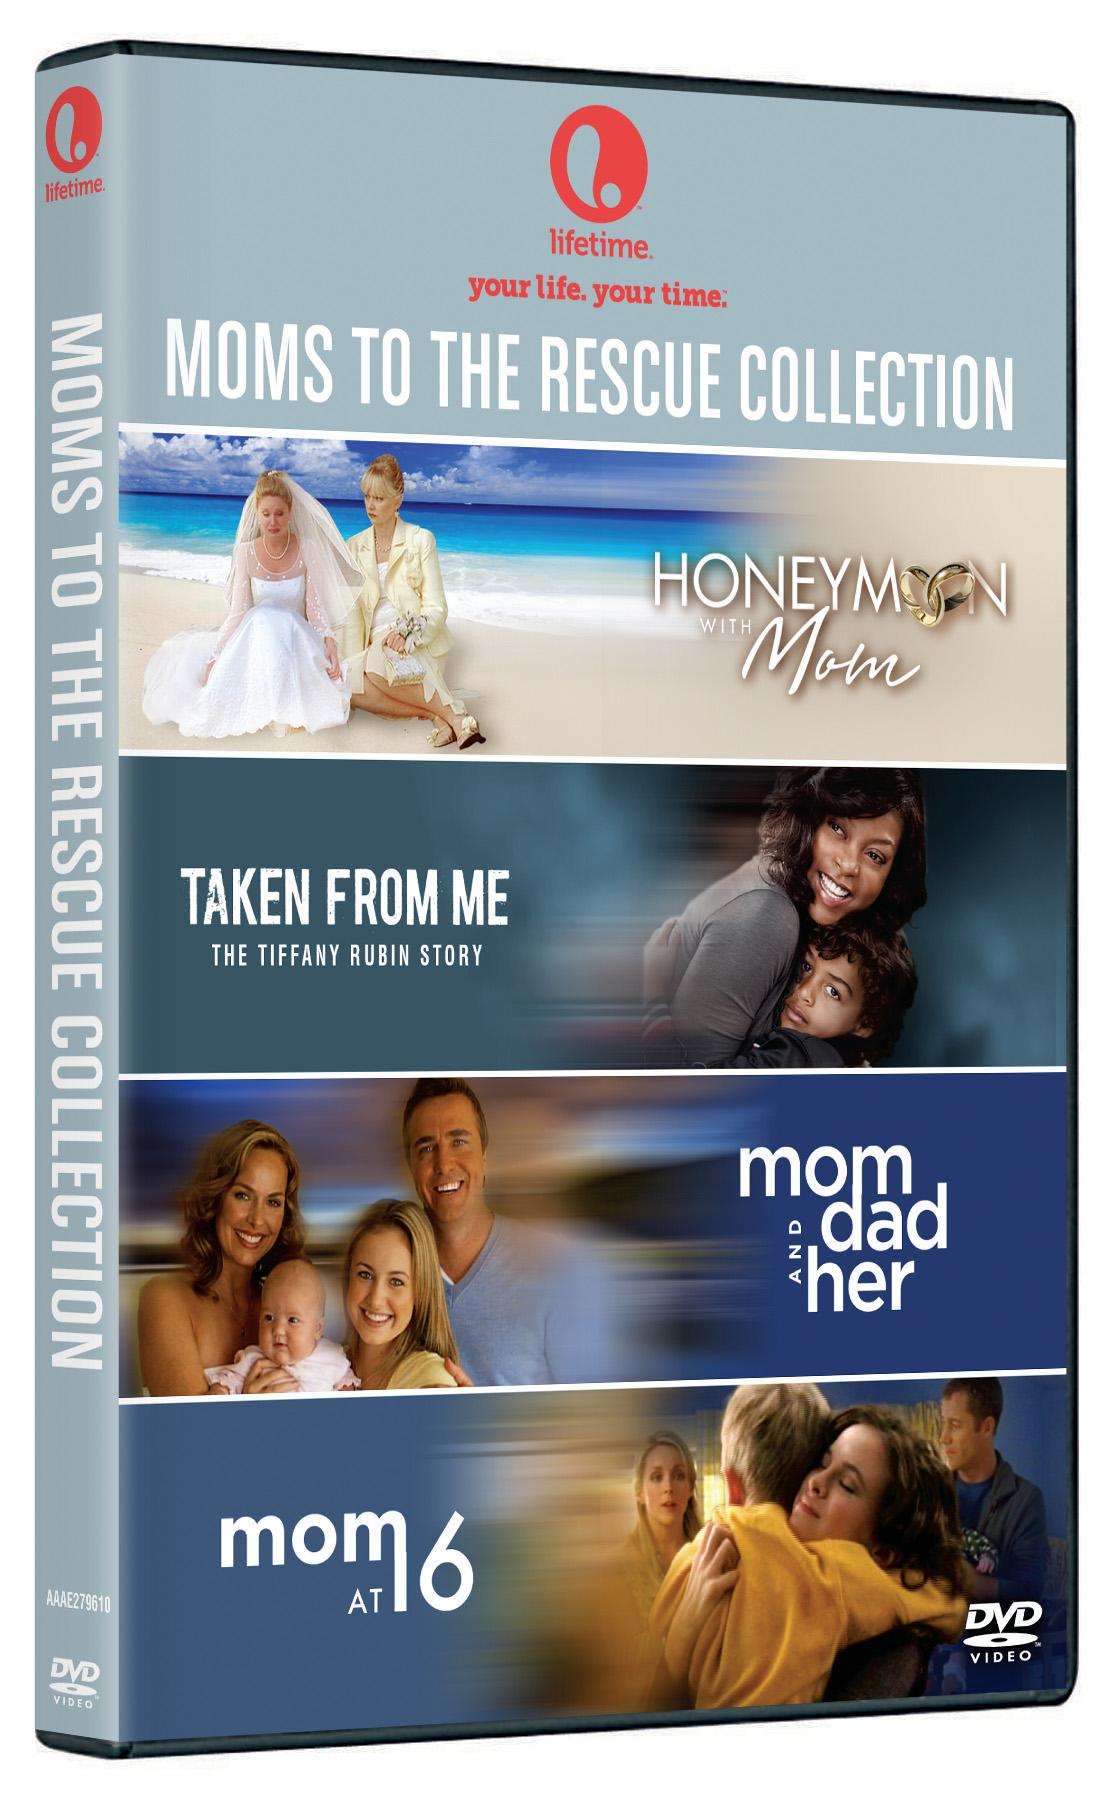 lifetime.
MOMS TO THE RESCUE COLLECTION
AAAE279610
DVD
VIDEO
lifetime.
your life. your time.
MOMS TO THE RESCUE COLLECTION
HONEYMOON
WITH Mom
TAKEN FROM ME
THE TIFFANY RUBIN STORY
mom
AND dad
her
mom
AT 16
DVD
VIDEO